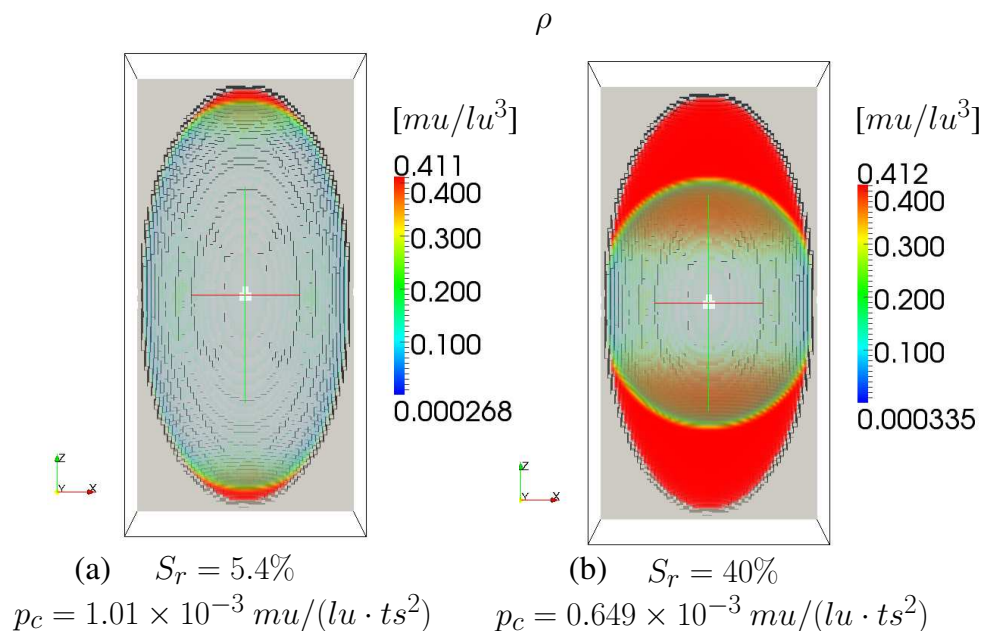 ρ
[mu/lu³]
0.411
0.400
0.300
0.200
0.100
0.000268
Z
Y
X
(a) Sᵣ = 5.4%
p_c = 1.01 × 10⁻³ mu/(lu · ts²)
[mu/lu³]
0.412
0.400
0.300
0.200
0.100
0.000335
Z
Y
X
(b) Sᵣ = 40%
p_c = 0.649 × 10⁻³ mu/(lu · ts²)